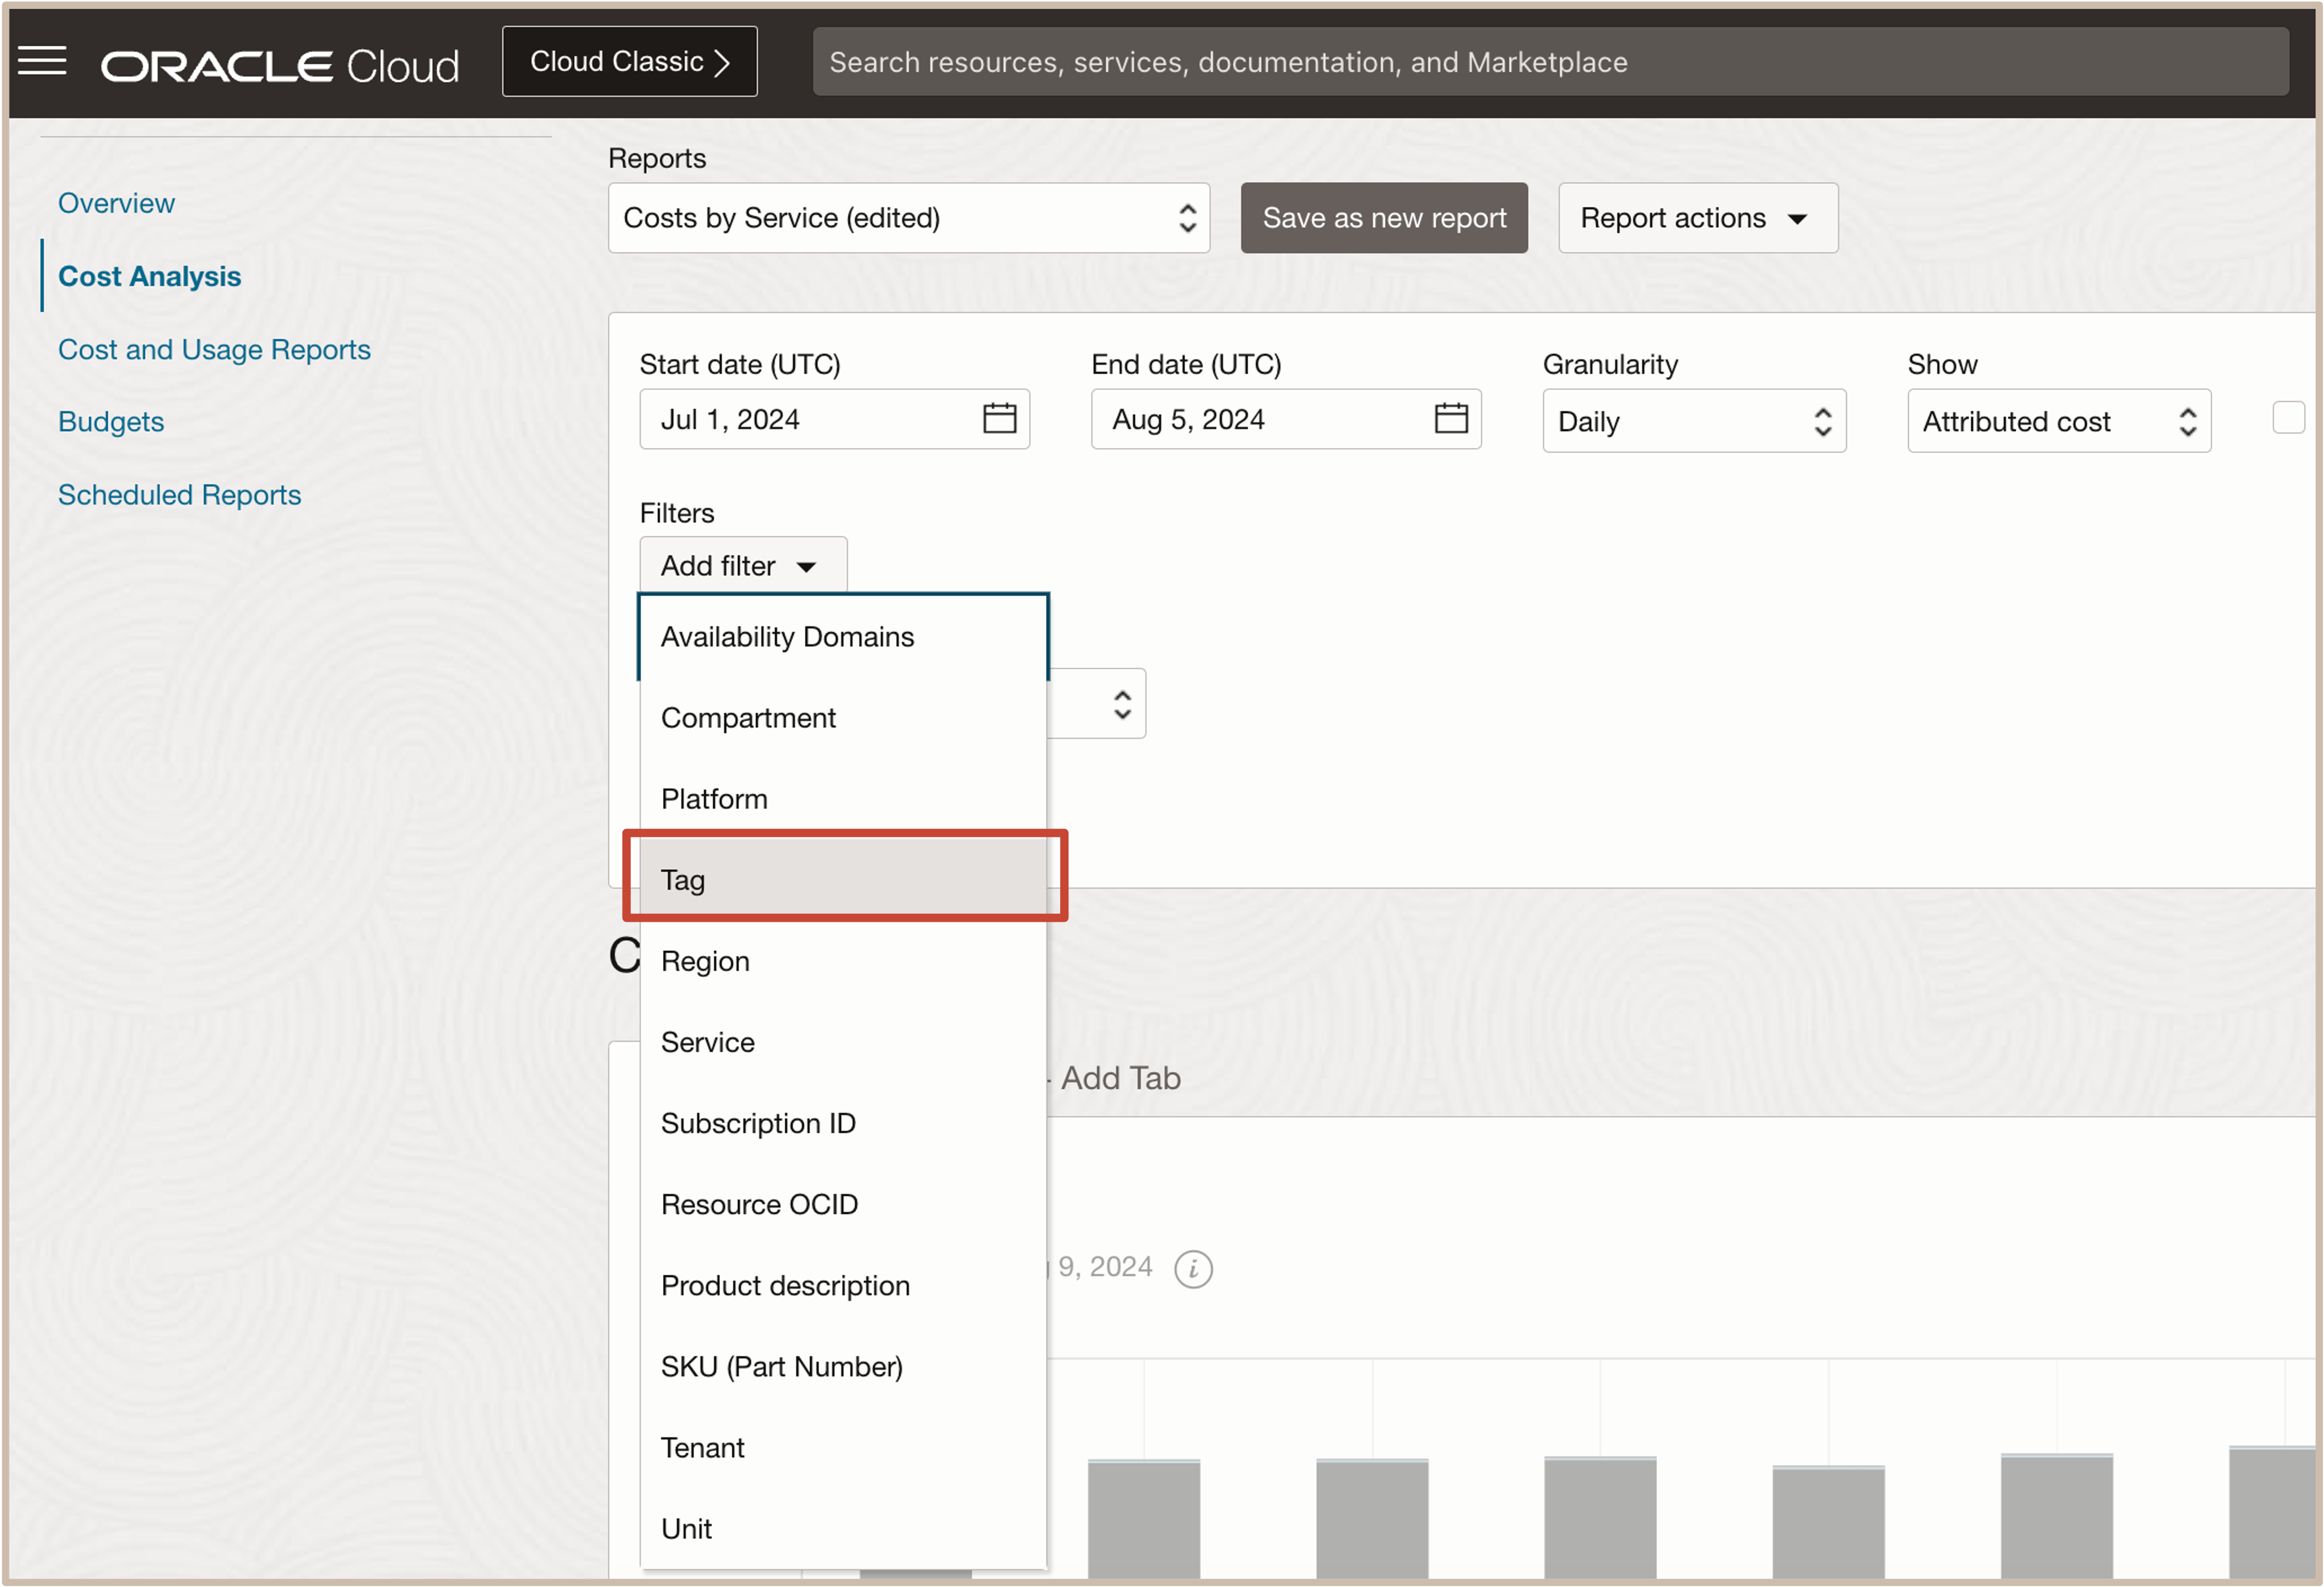 ORACLE Cloud
Cloud Classic
Search resources, services, documentation, and Marketplace
Overview
Cost Analysis
Cost and Usage Reports
Budgets
Scheduled Reports
Reports
Costs by Service (edited)
Save as new report
Report actions
Start date (UTC)
Jul 1, 2024
End date (UTC)
Aug 5, 2024
Granularity
Daily
Show
Attributed cost
Filters
Add filter
Availability Domains
Compartment
Platform
Tag
Region
Service
Subscription ID
Resource OCID
Product description
SKU (Part Number)
Tenant
Unit
C
Add Tab
9, 2024